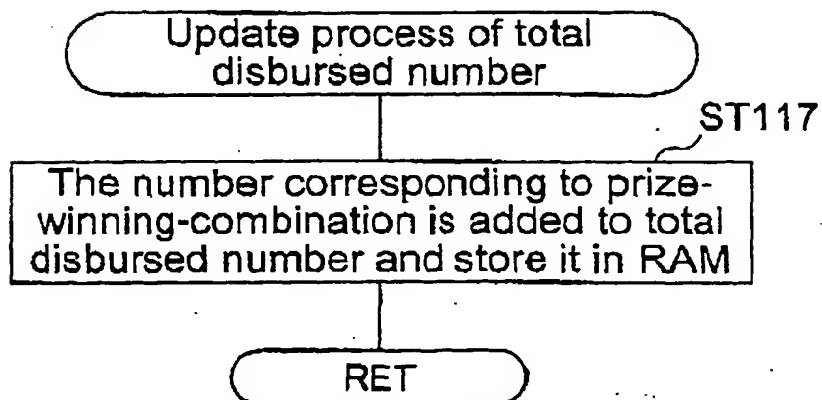 Update process of total
disbursed number
ST117
The number corresponding to prize-
winning-combination is added to total
disbursed number and store it in RAM
RET